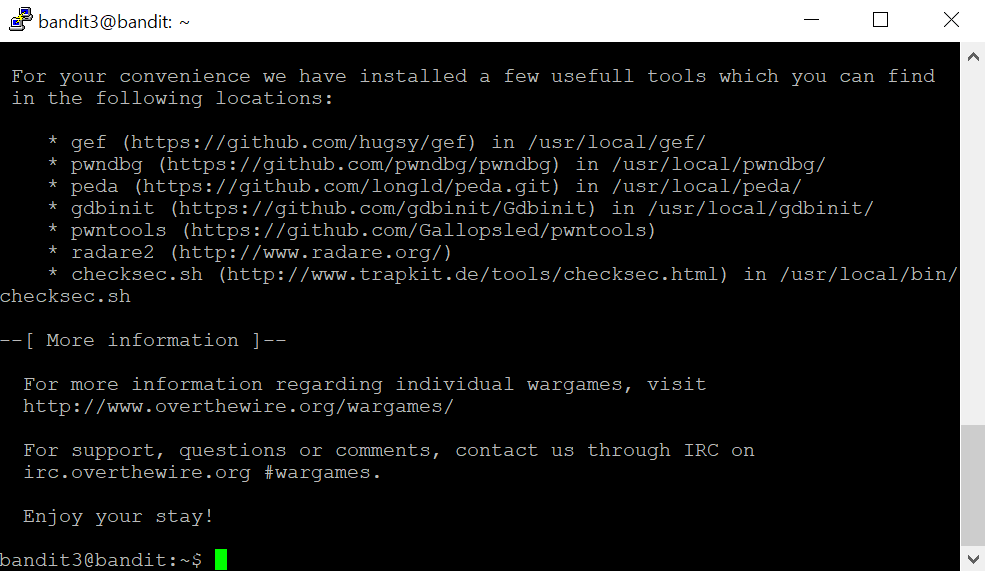 bandit3@bandit: ~
For your convenience we have installed a few usefull tools which you can find
in the following locations:
* gef (https://github.com/hugsy/gef) in /usr/local/gef/
* pwndbg (https://github.com/pwndbg/pwndbg) in /usr/local/pwndbg/
* peda (https://github.com/longld/peda.git) in /usr/local/peda/
* gdbinit (https://github.com/gdbinit/Gdbinit) in /usr/local/gdbinit/
* pwntools (https://github.com/Gallopsled/pwntools)
* radare2 (http://www.radare.org/)
* checksec.sh (http://www.trapkit.de/tools/checksec.html) in /usr/local/bin/
checksec.sh
--[ More information ]--
For more information regarding individual wargames, visit
http://www.overthewire.org/wargames/
For support, questions or comments, contact us through IRC on
irc.overthewire.org #wargames.
Enjoy your stay!
bandit3@bandit:~$